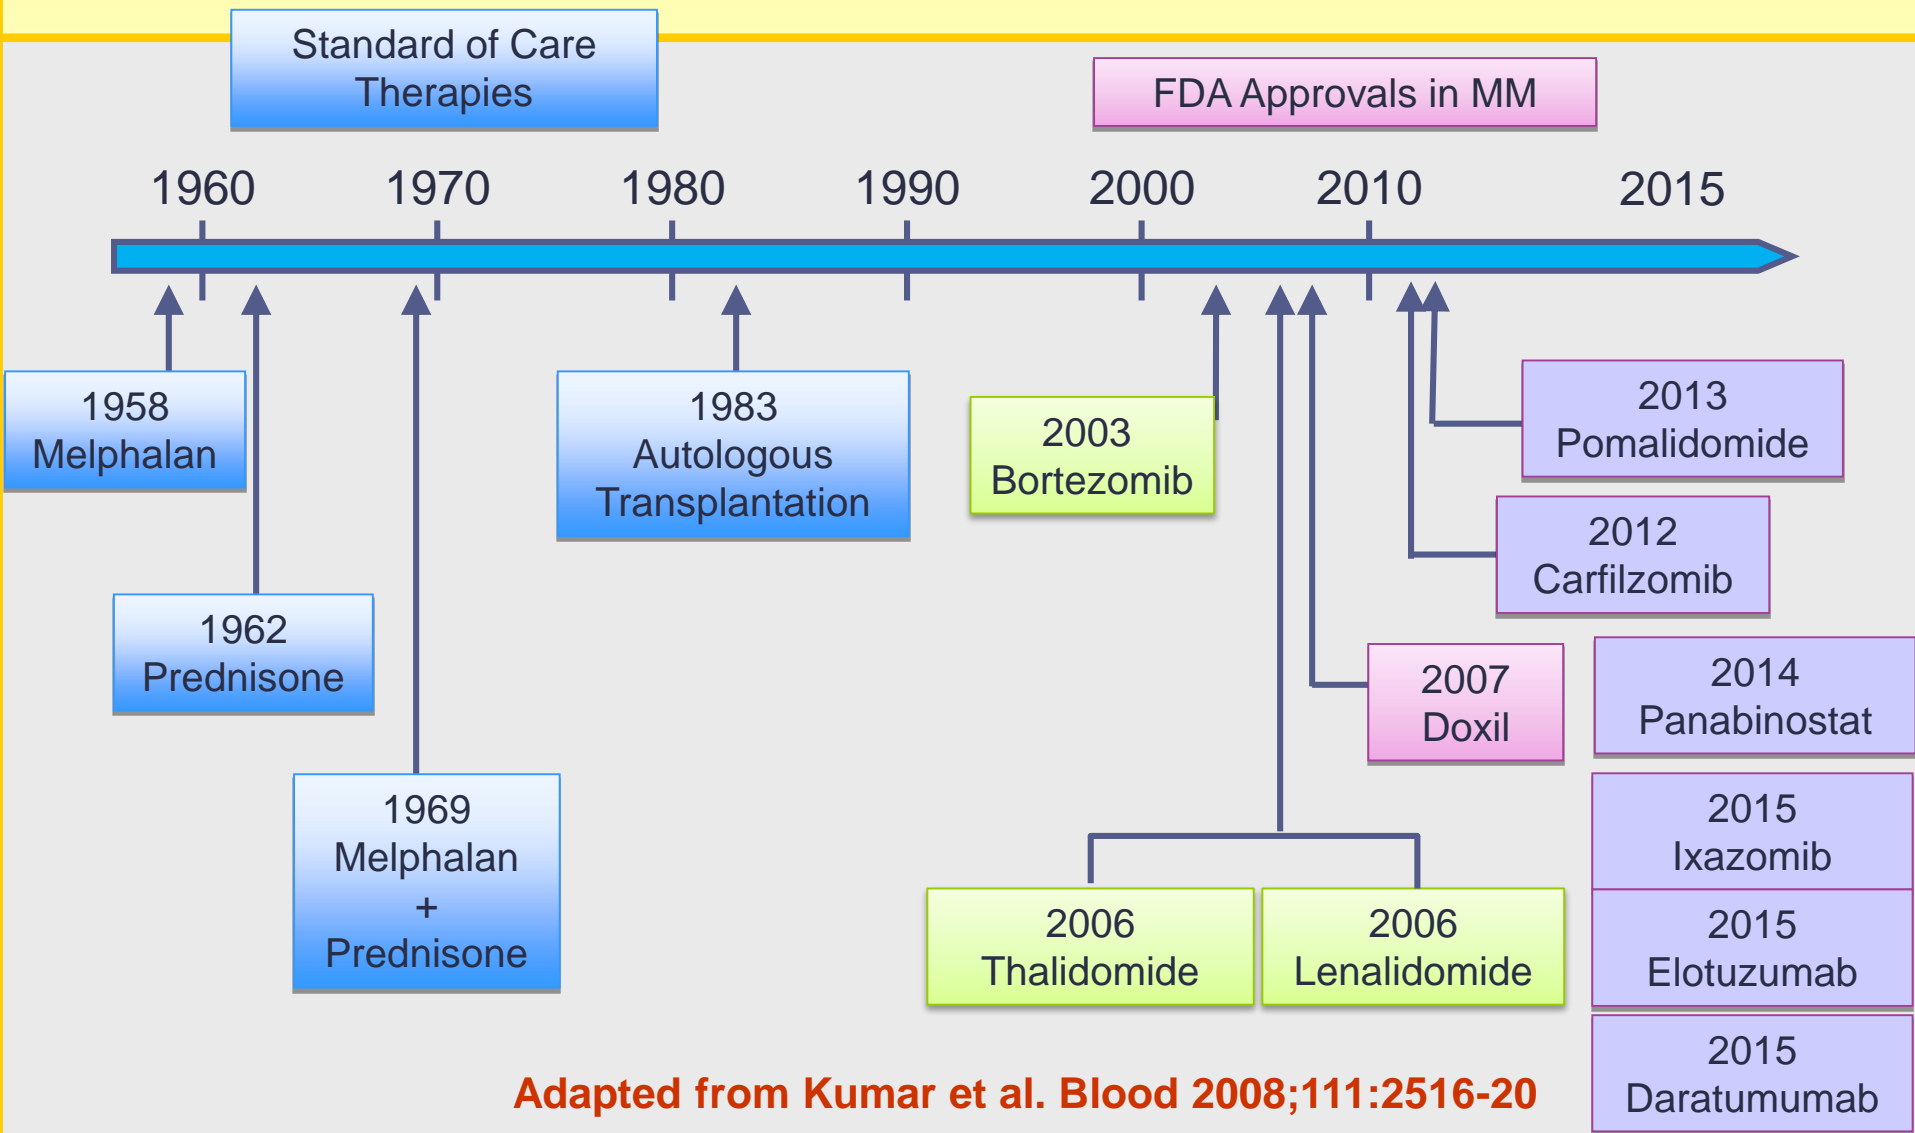 Standard of Care
Therapies
FDA Approvals in MM
1960
1970
1980
1990
2000
2010
2015
1958
Melphalan
1962
Prednisone
1969
Melphalan
+
Prednisone
1983
Autologous
Transplantation
2003
Bortezomib
2006
Thalidomide
2006
Lenalidomide
2007
Doxil
2013
Pomalidomide
2012
Carfilzomib
2014
Panabinostat
2015
Ixazomib
2015
Elotuzumab
2015
Daratumumab
Adapted from Kumar et al. Blood 2008;111:2516-20